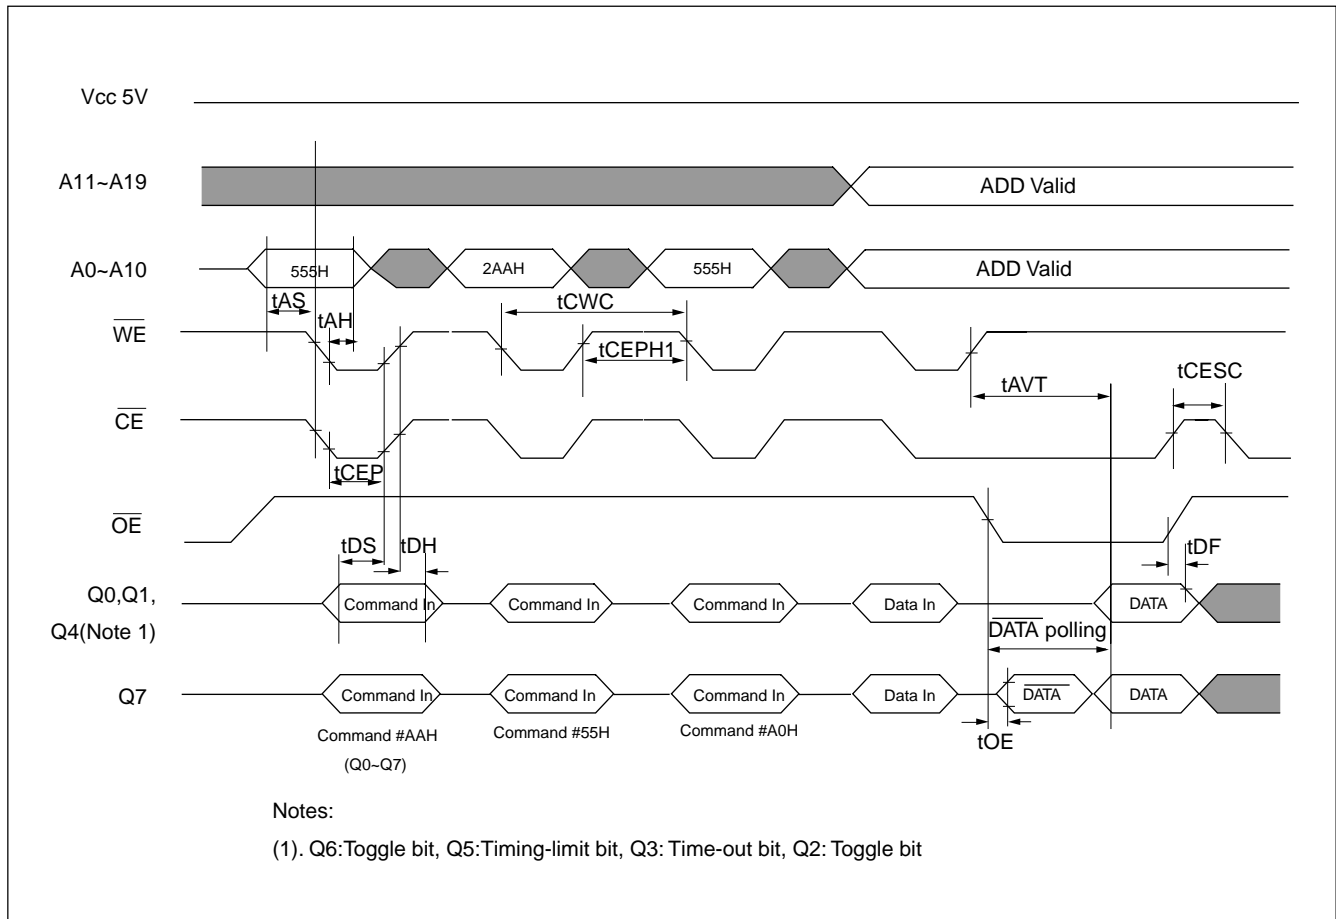 Vcc 5V
A11~A19
ADD Valid
A0~A10
555H
2AAH
555H
ADD Valid
tAS
tCWC
tAH
WE
tCEPH1
tCESC
tAVT
CE
tCEP
OE
tDS
tDH
tDF
Q0,Q1,
Q4(Note 1)
Command In
Command In
Command In
Data In
DATA
DATA polling
Q7
Command In
Command In
Command In
Data In
DATA
DATA
Command #AAH
Command #55H
Command #A0H
(Q0~Q7)
tOE
Notes:
(1). Q6:Toggle bit, Q5:Timing-limit bit, Q3: Time-out bit, Q2: Toggle bit